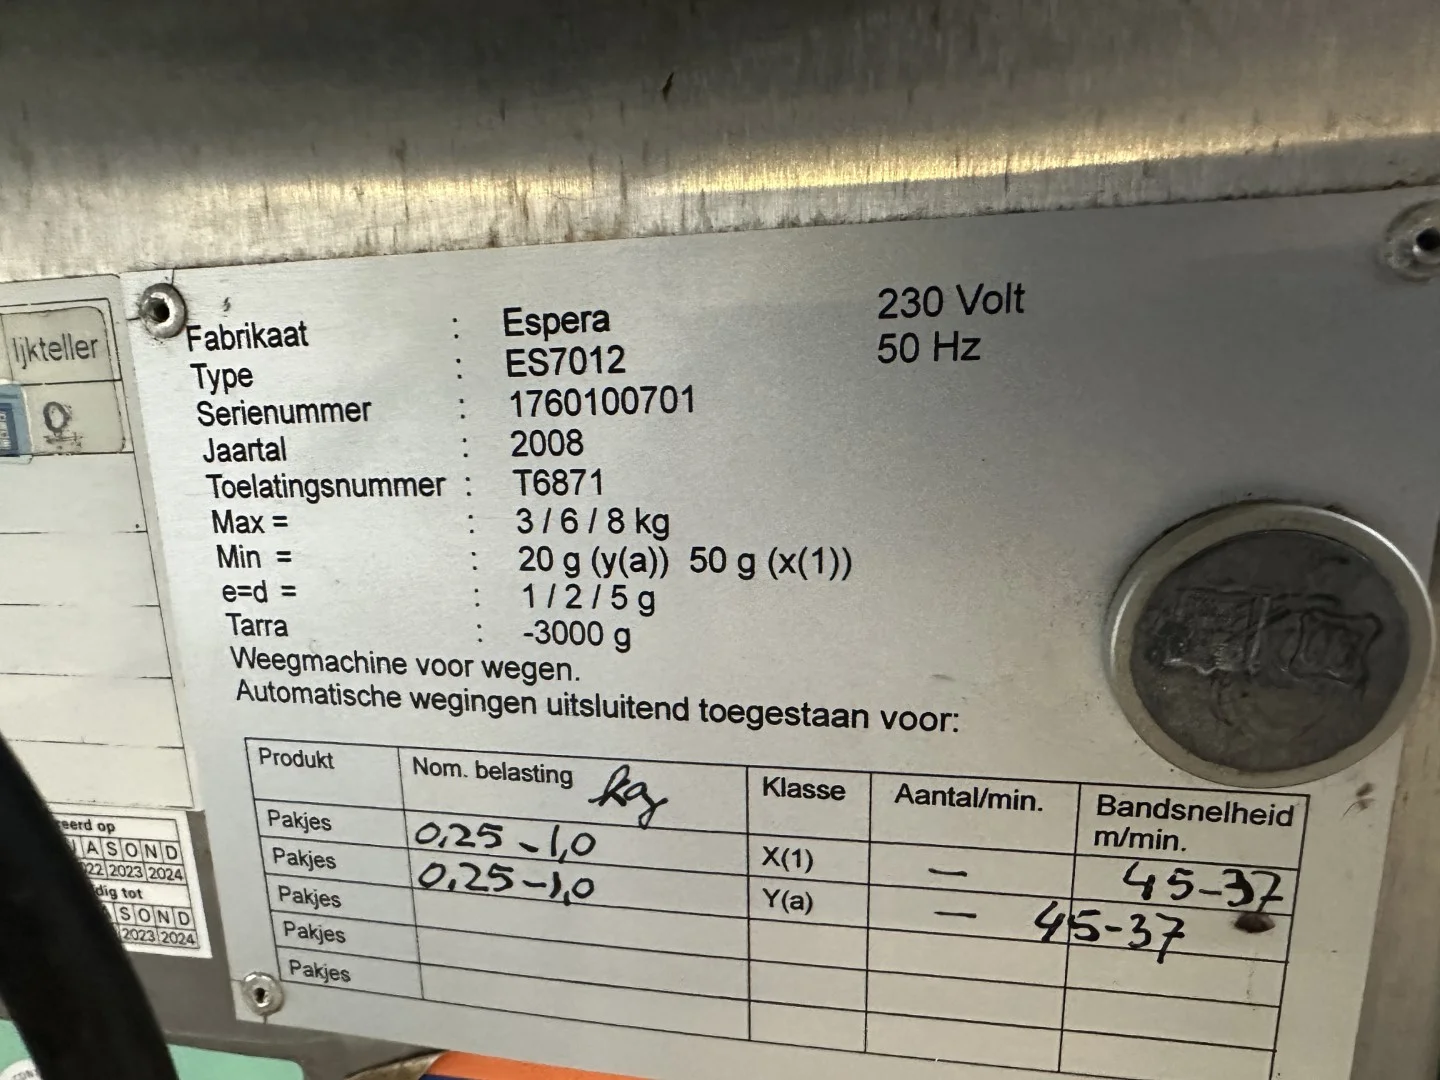 Fabrikaat : Espera 230 Volt
Type : ES7012 50 Hz
Serienummer : 1760100701
Jaartal : 2008
Toelatingsnummer : T6871
Max = : 3 / 6 / 8 kg
Min = : 20 g (y(a)) 50 g (x(1))
e=d = : 1 / 2 / 5 g
Tarra : -3000 g
Weegmachine voor wegen.
Automatische wegingen uitsluitend toegestaan voor:
Produkt Nom. belasting kg Klasse Aantal/min. Bandsnelheid
m/min.
Pakjes 0,25-1,0 X(1) — 45-37
Pakjes 0,25-1,0 Y(a) — 45-37
Pakjes
Pakjes
Pakjes
Ijkteller
0
eerd op
A S O N D
22 2023 2024
dig tot
S O N D
2023 2024